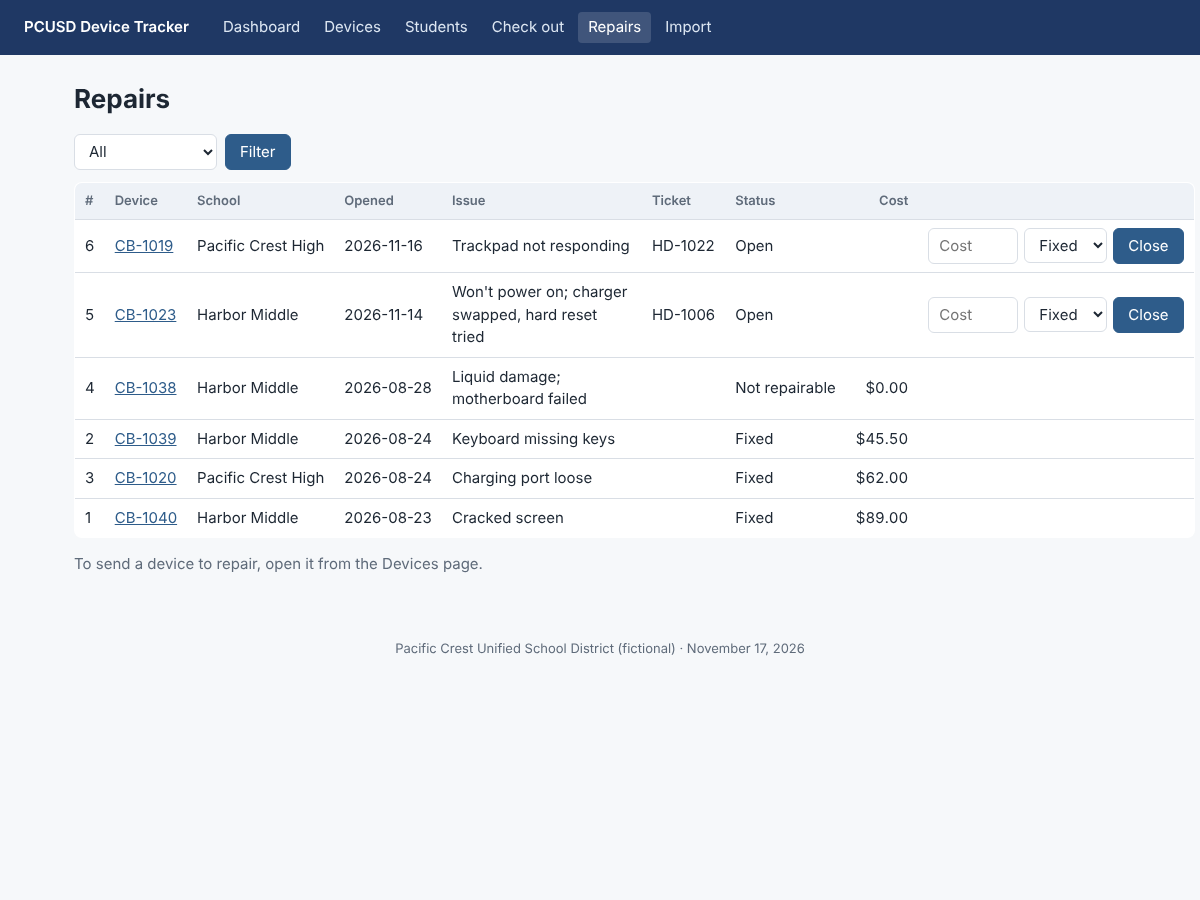 PCUSD Device Tracker Dashboard Devices Students Check out Repairs Import
Repairs
All Filter
# Device School Opened Issue Ticket Status Cost
6 CB-1019 Pacific Crest High 2026-11-16 Trackpad not responding HD-1022 Open Cost Fixed Close
5 CB-1023 Harbor Middle 2026-11-14 Won't power on; charger
swapped, hard reset
tried HD-1006 Open Cost Fixed Close
4 CB-1038 Harbor Middle 2026-08-28 Liquid damage;
motherboard failed Not repairable $0.00
2 CB-1039 Harbor Middle 2026-08-24 Keyboard missing keys Fixed $45.50
3 CB-1020 Pacific Crest High 2026-08-24 Charging port loose Fixed $62.00
1 CB-1040 Harbor Middle 2026-08-23 Cracked screen Fixed $89.00
To send a device to repair, open it from the Devices page.
Pacific Crest Unified School District (fictional) · November 17, 2026